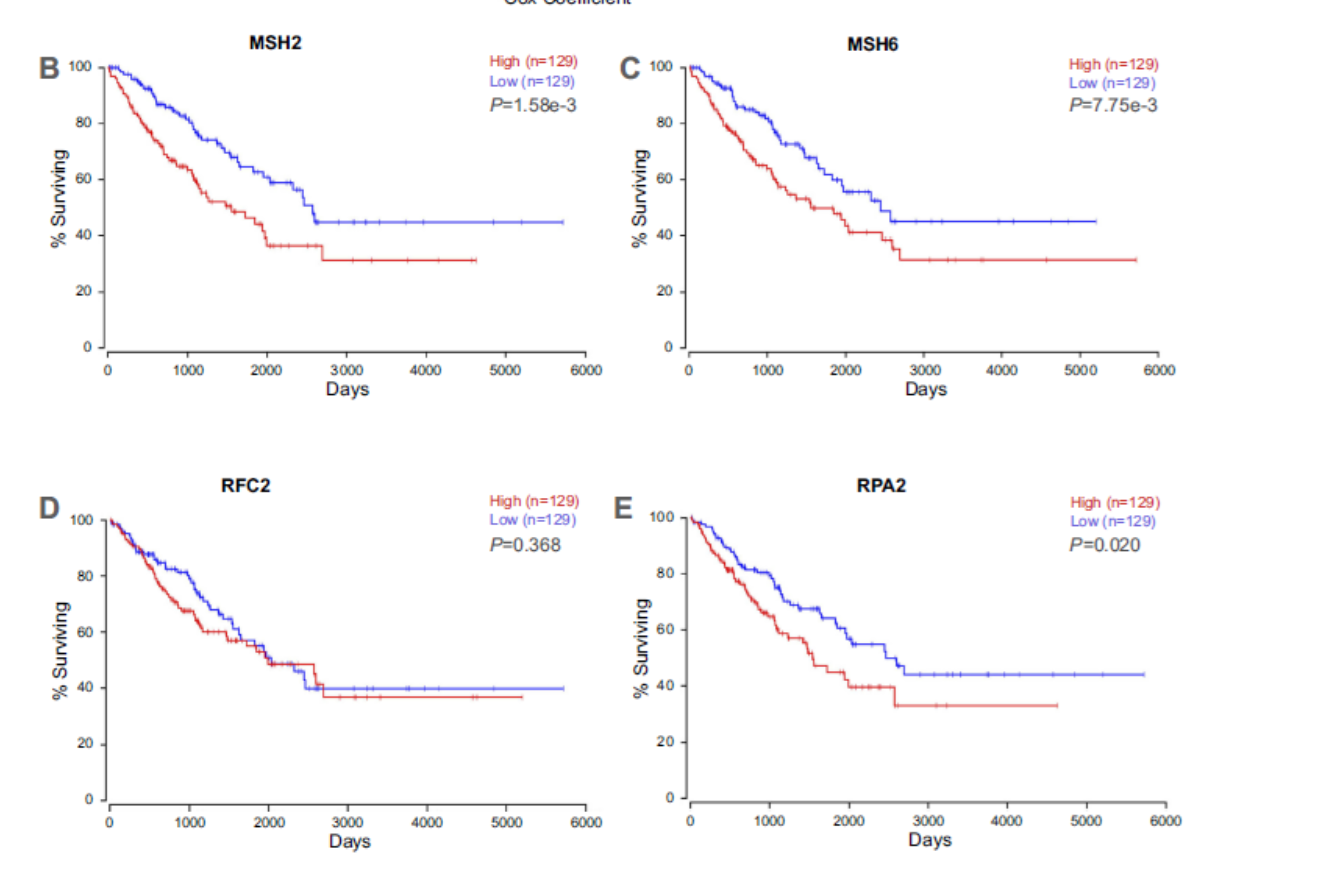 Cox Coefficient
B
MSH2
High (n=129)
Low (n=129)
P=1.58e-3
100
80
60
40
20
0
% Surviving
0 1000 2000 3000 4000 5000 6000
Days
C
MSH6
High (n=129)
Low (n=129)
P=7.75e-3
100
80
60
40
20
0
% Surviving
0 1000 2000 3000 4000 5000 6000
Days
D
RFC2
High (n=129)
Low (n=129)
P=0.368
100
80
60
40
20
0
% Surviving
0 1000 2000 3000 4000 5000 6000
Days
E
RPA2
High (n=129)
Low (n=129)
P=0.020
100
80
60
40
20
0
% Surviving
0 1000 2000 3000 4000 5000 6000
Days